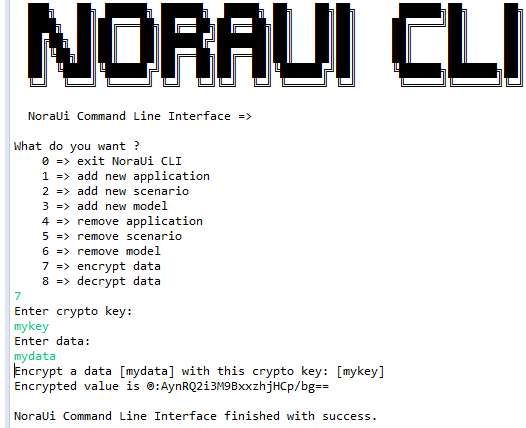 NORAUI CLI
NoraUi Command Line Interface =>
What do you want ?
0 => exit NoraUi CLI
1 => add new application
2 => add new scenario
3 => add new model
4 => remove application
5 => remove scenario
6 => remove model
7 => encrypt data
8 => decrypt data
7
Enter crypto key:
mykey
Enter data:
mydata
Encrypt a data [mydata] with this crypto key: [mykey]
Encrypted value is ℗:AynRQ2i3M9BxxzhjHCp/bg==
NoraUi Command Line Interface finished with success.